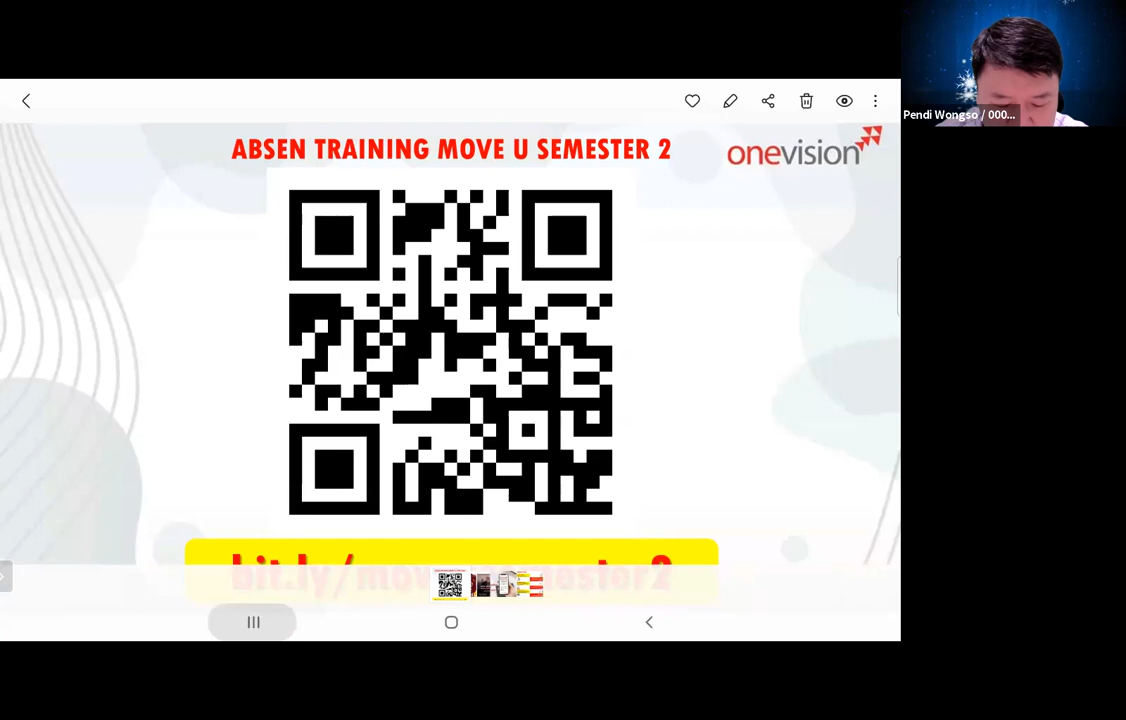 ABSEN TRAINING MOVE U SEMESTER 2
onevision
Pendi Wongso / 000...